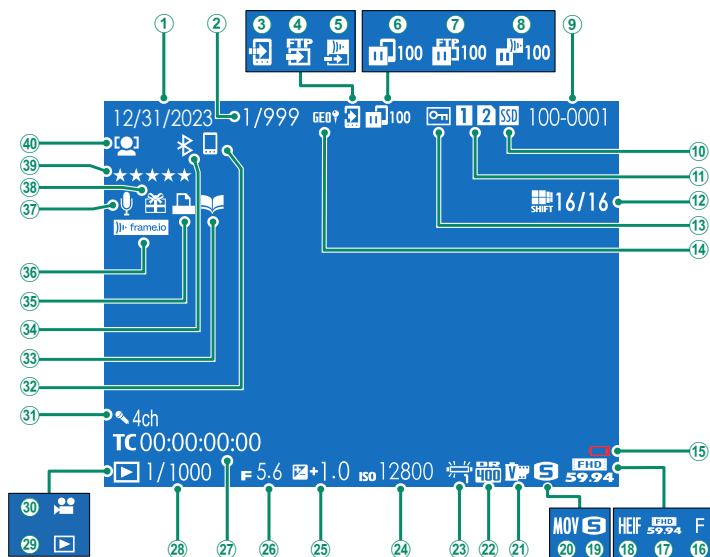 1 2 3 4 5 6 7 8 9
FTP 100 FTP 100 100
12/31/2023 1/999 GEO 100 1 2 SSD 100-0001
40
39
38
37 10
11
SHIFT 16/16 12
frame.io 13
36 14
35
34
33
32
31 4ch
TC 00:00:00:00
1/1000 F 5.6 +1.0 ISO 12800 1 DR 400 V S FHD 59.94 15
30 MOV S HEIF FHD 59.94 F
29 28 27 26 25 24 23 22 21 20 19 18 17 16